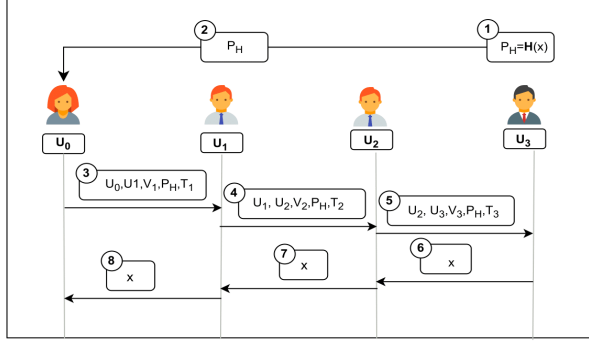 2
1
P_H
P_H=H(x)
U_0
U_1
U_2
U_3
3
U_0,U1,V_1,P_H,T_1
4
U_1, U_2,V_2,P_H,T_2
5
U_2, U_3,V_3,P_H,T_3
8
x
7
x
6
x